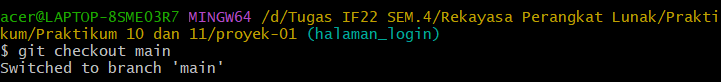 acer@LAPTOP-8SME03R7 MINGW64 /d/Tugas IF22 SEM.4/Rekayasa Perangkat Lunak/Prakti
kum/Praktikum 10 dan 11/proyek-01 (halaman_login)
$ git checkout main
Switched to branch 'main'